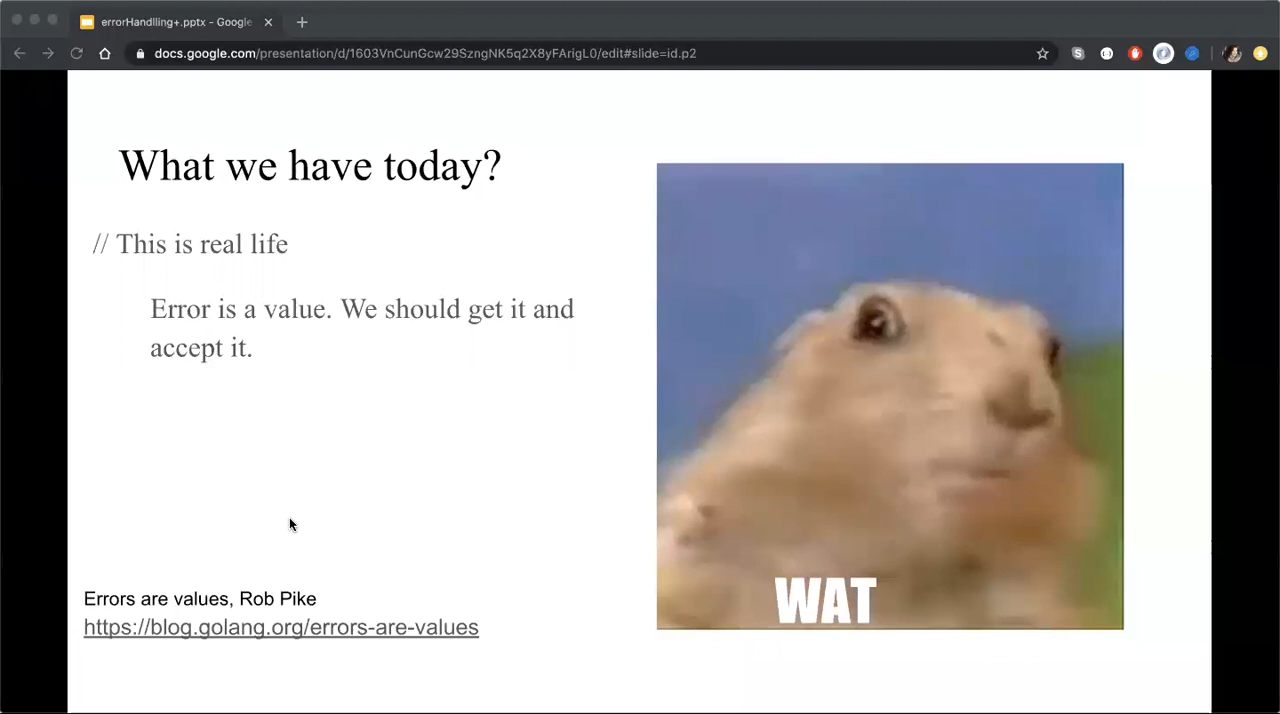 errorHandlling+.pptx - Google
docs.google.com/presentation/d/1603VnCunGcw29SzngNK5q2X8yFArigL0/edit#slide=id.p2
What we have today?
// This is real life
Error is a value. We should get it and
accept it.
WAT
Errors are values, Rob Pike
https://blog.golang.org/errors-are-values